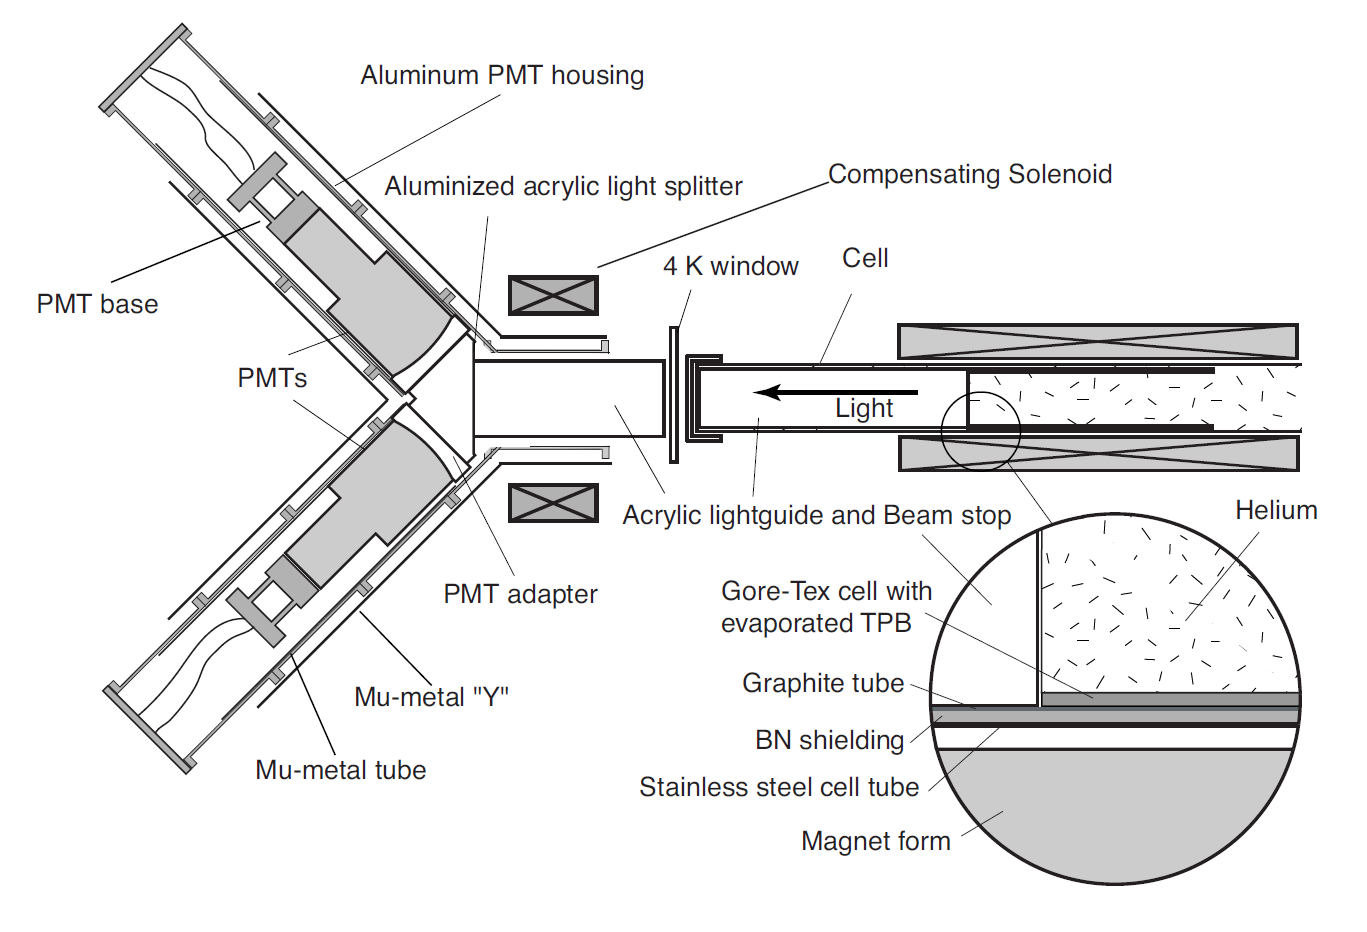 Aluminum PMT housing
Aluminized acrylic light splitter
Compensating Solenoid
4 K window
Cell
PMT base
PMTs
Light
Acrylic lightguide and Beam stop
Helium
PMT adapter
Gore-Tex cell with
evaporated TPB
Graphite tube
Mu-metal "Y"
BN shielding
Mu-metal tube
Stainless steel cell tube
Magnet form